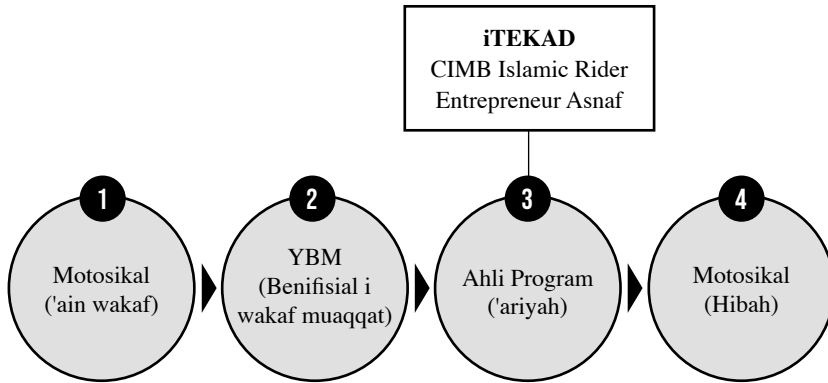 iTEKAD
CIMB Islamic Rider
Entrepreneur Asnaf
1
Motosikal
('ain wakaf)
2
YBM
(Benifisial i
wakaf muaqqat)
3
Ahli Program
('ariyah)
4
Motosikal
(Hibah)